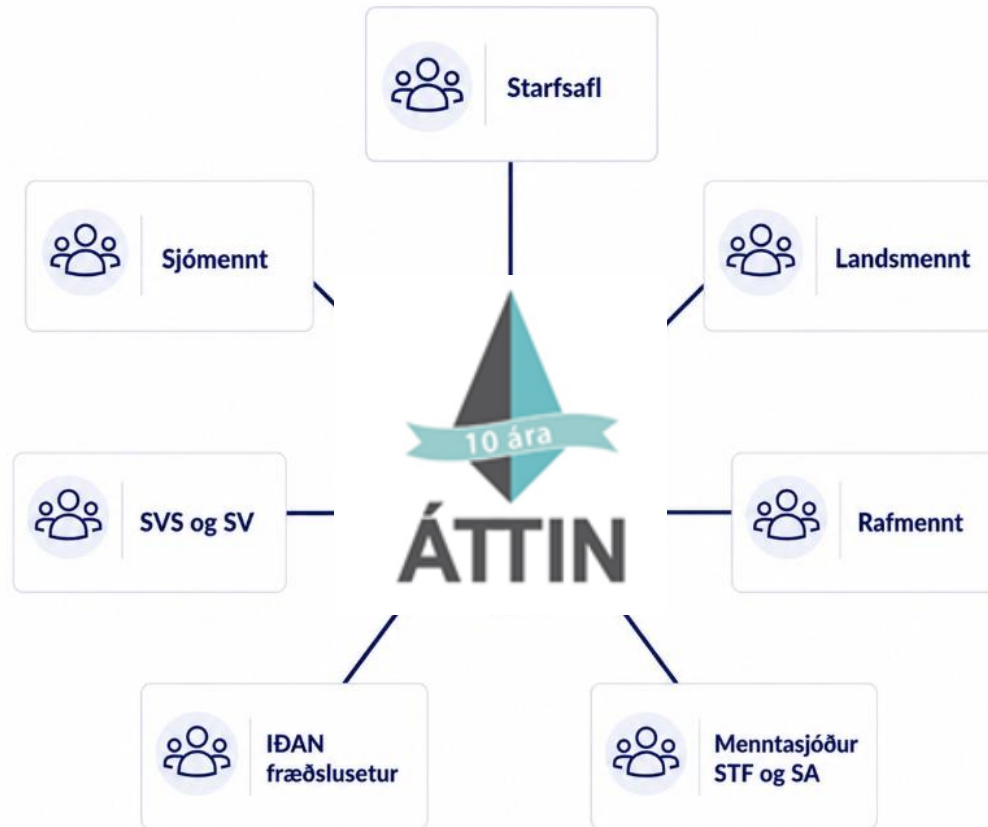 Starfsafl
Sjómennt
Landsmennt
10 ára
ÁTTIN
SVS og SV
Rafmennt
IÐAN
fræðslusetur
Menntasjóður
STF og SA